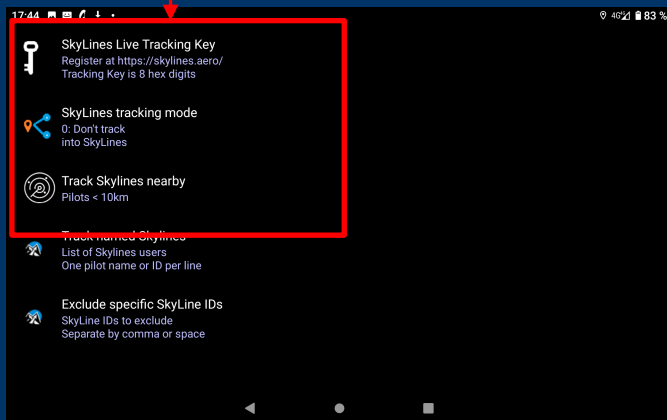 17:44
4G
83 %
SkyLines Live Tracking Key
Register at https://skylines.aero/
Tracking Key is 8 hex digits
SkyLines tracking mode
0: Don't track
into SkyLines
Track Skylines nearby
Pilots < 10km
Track named Skylines
List of Skylines users
One pilot name or ID per line
Exclude specific SkyLine IDs
SkyLine IDs to exclude
Separate by comma or space